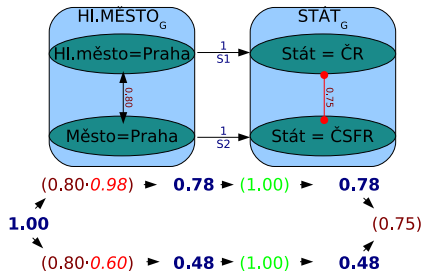 HI.MĚSTO_G STÁT_G
HI.město=Praha 1 S1 Stát = ČR
0.80 0.75
Město=Praha 1 S2 Stát = ČSFR
(0.80·0.98) 0.78 (1.00) 0.78
1.00 (0.75)
(0.80·0.60) 0.48 (1.00) 0.48